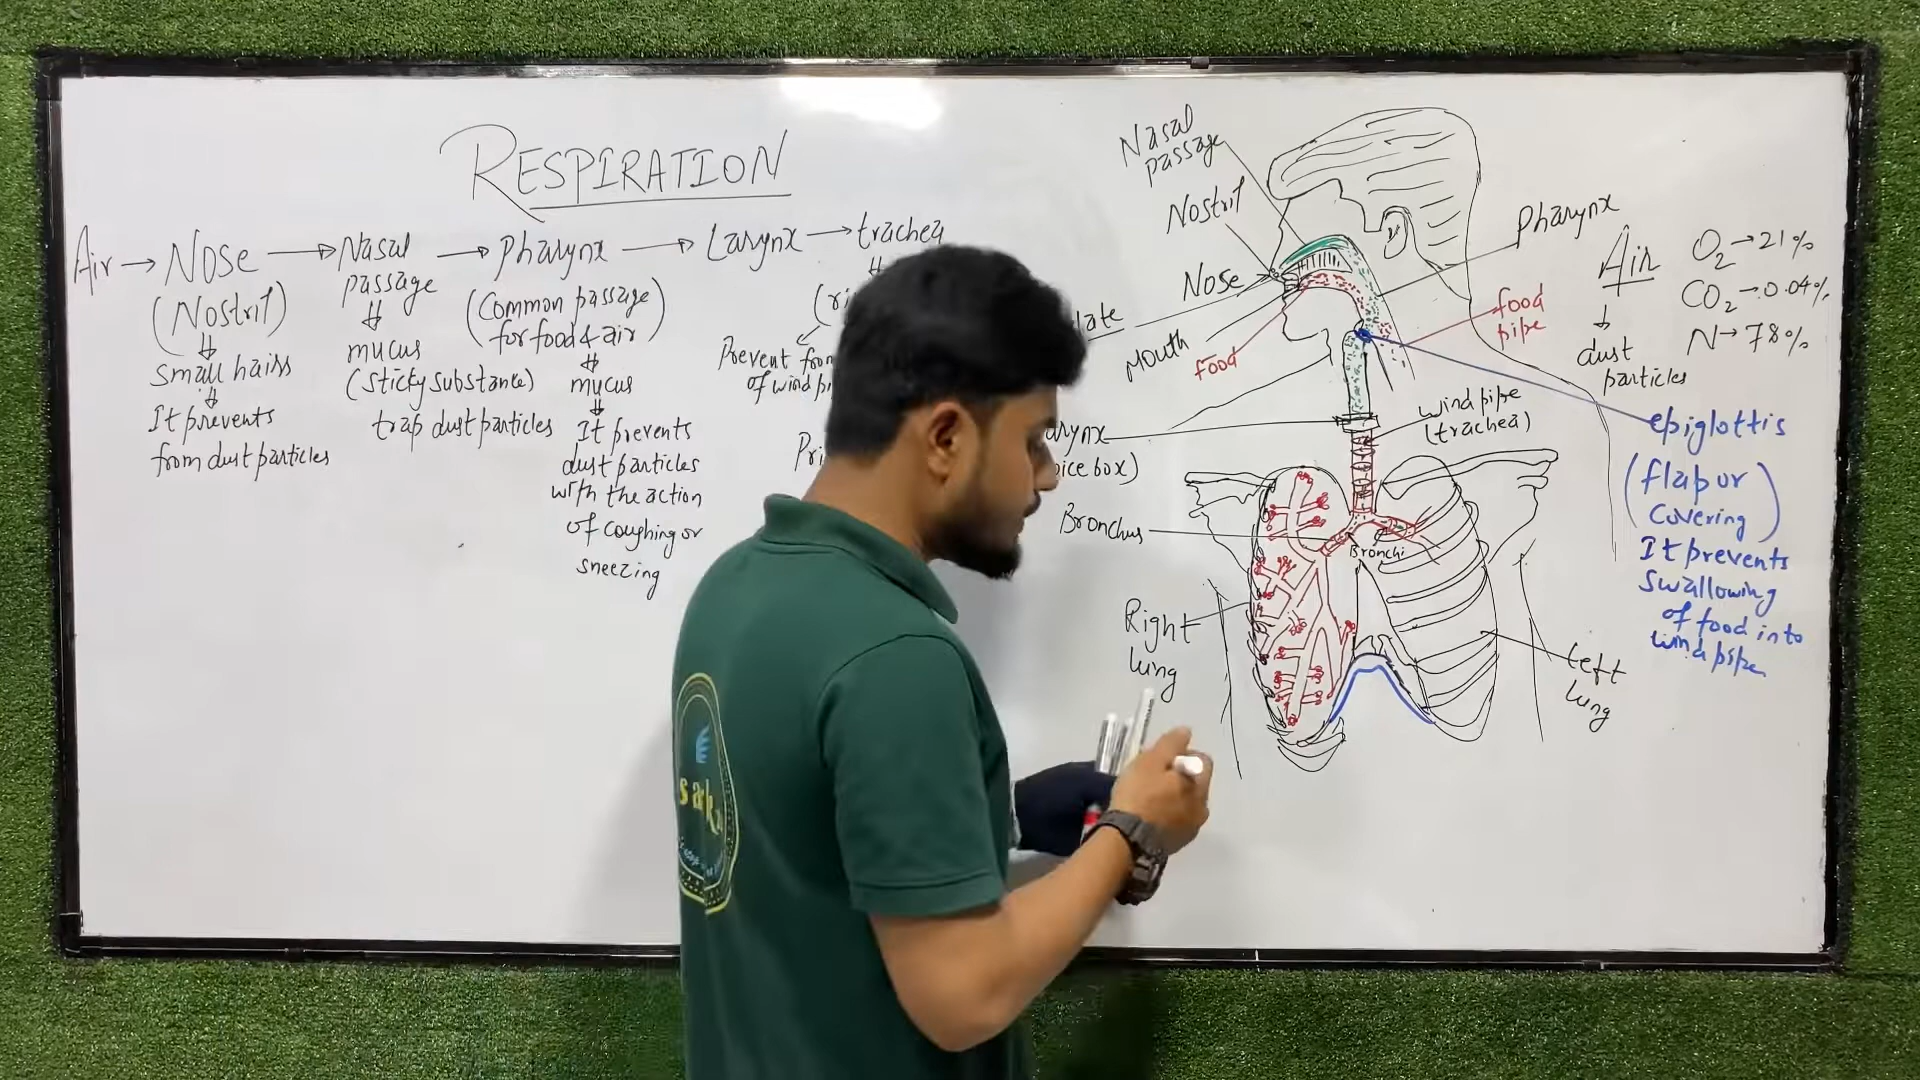 RESPIRATION
Air → Nose → Nasal passage → Pharynx → Larynx → trachea
(Nostril)
small hairs
It prevents
from dust particles
mucus
(sticky substance)
trap dust particles
(Common passage
for food & air)
mucus
It prevents
dust particles
with the action
of coughing or
sneezing
Prevent
of wind
Nasal
passage
Nostril
Nose
Mouth
food
Pharynx
food
pipe
wind pipe
(trachea)
Bronchus
Bronchi
Right
lung
Left
lung
Air
dust
particles
O2 → 21%
CO2 → 0.04%
N → 78%
epiglottis
(flap or
covering)
It prevents
swallowing
of food into
wind pipe